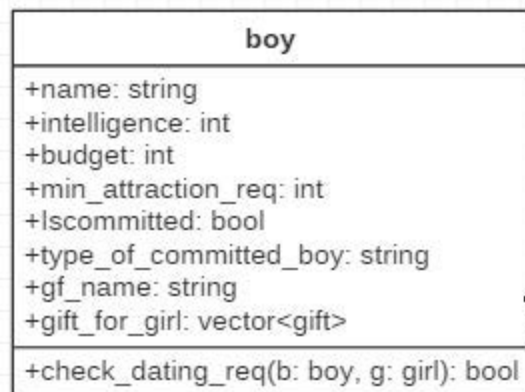 boy
+name: string
+intelligence: int
+budget: int
+min_attraction_req: int
+Iscommitted: bool
+type_of_committed_boy: string
+gf_name: string
+gift_for_girl: vector<gift>
+check_dating_req(b: boy, g: girl): bool